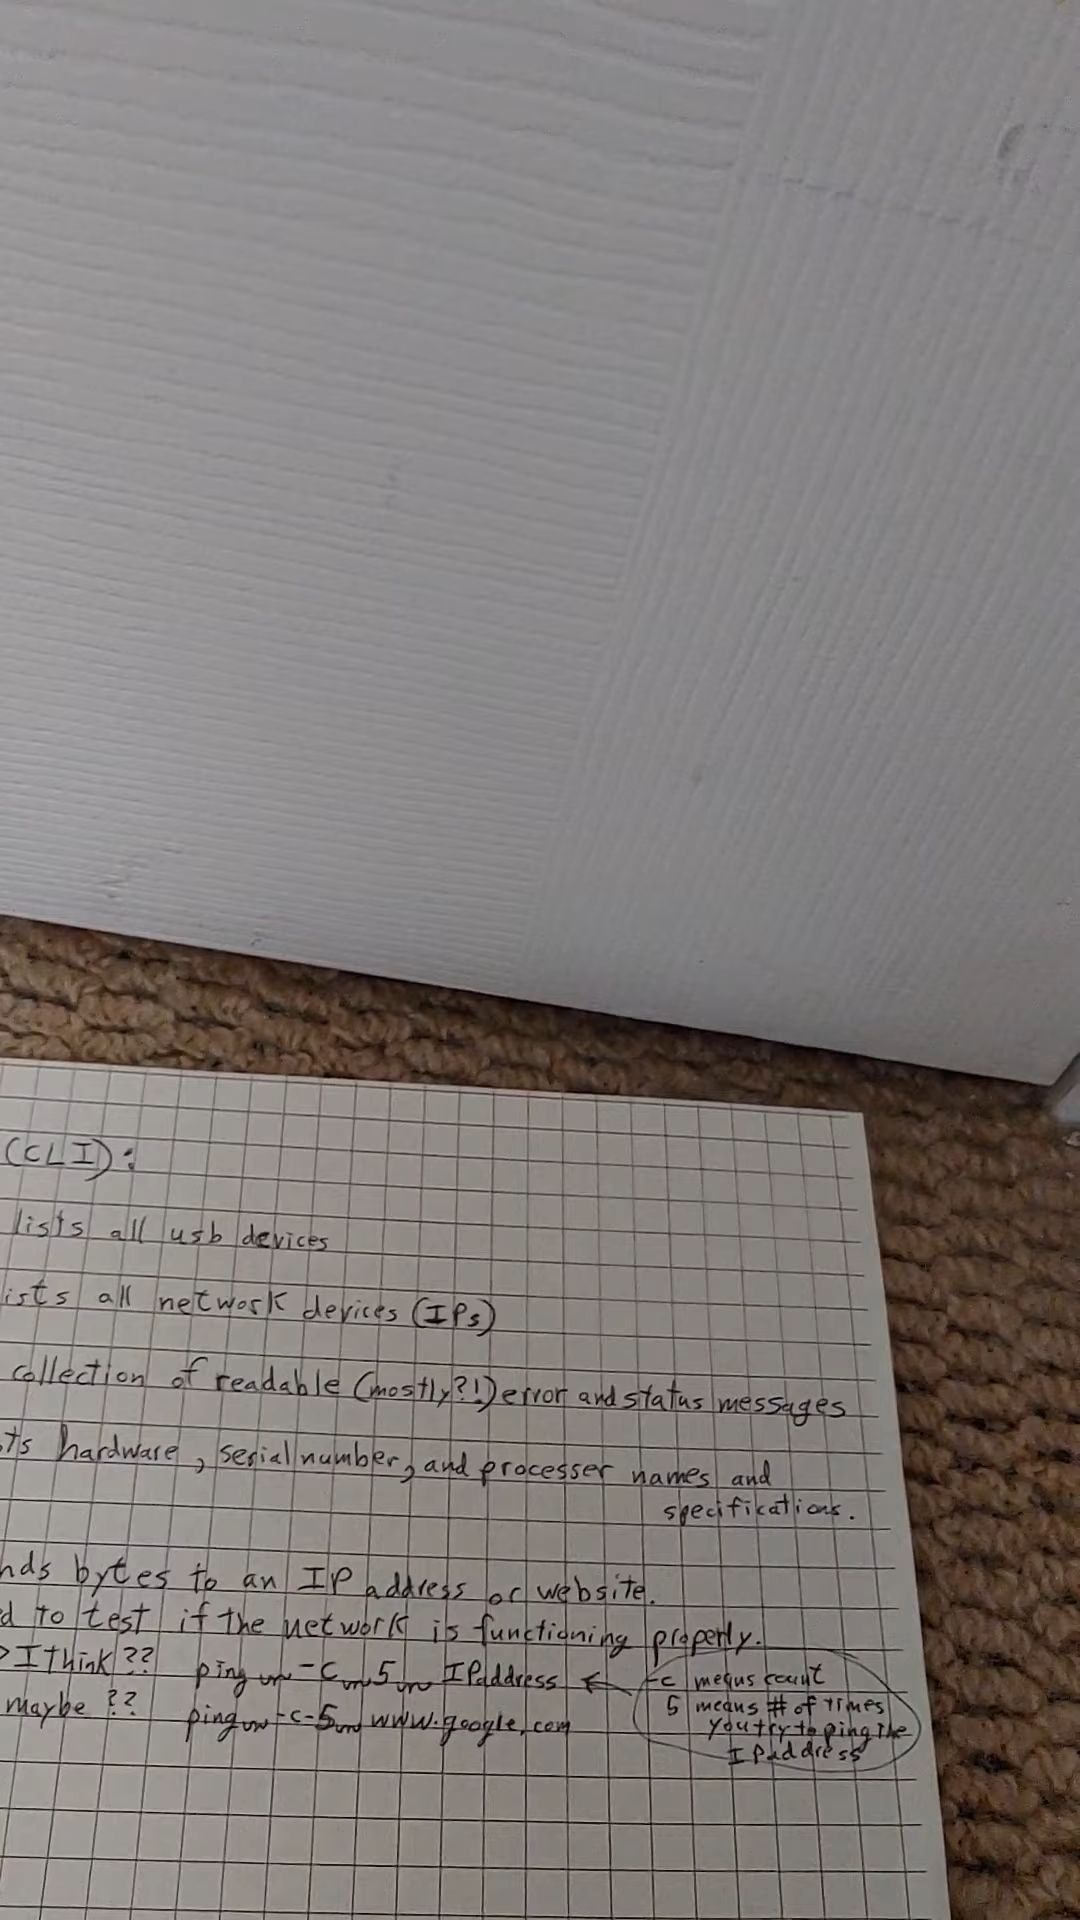 (CLI):
lists all usb devices
ists all network devices (IPs)
collection of readable (mostly?!) error and status messages
ts hardware, serial number, and processer names and
specifications.
nds bytes to an IP address or website.
d to test if the network is functioning properly.
>I think?? ping -c 5 IPaddress ← -c means count
maybe?? ping -c-5 www.google.com
5 means # of times
you try to ping the
IPaddress